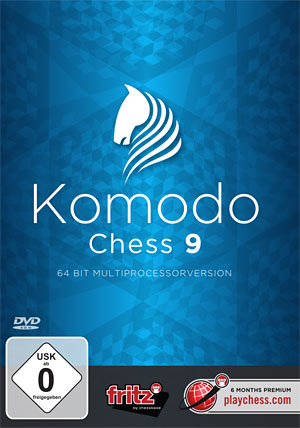 Komodo
Chess 9
64 BIT MULTIPROCESSORVERSION
DVD
ROM
USK
ab
0
freigegeben
fritz
by chessbase
6 MONTHS PREMIUM
playchess.com